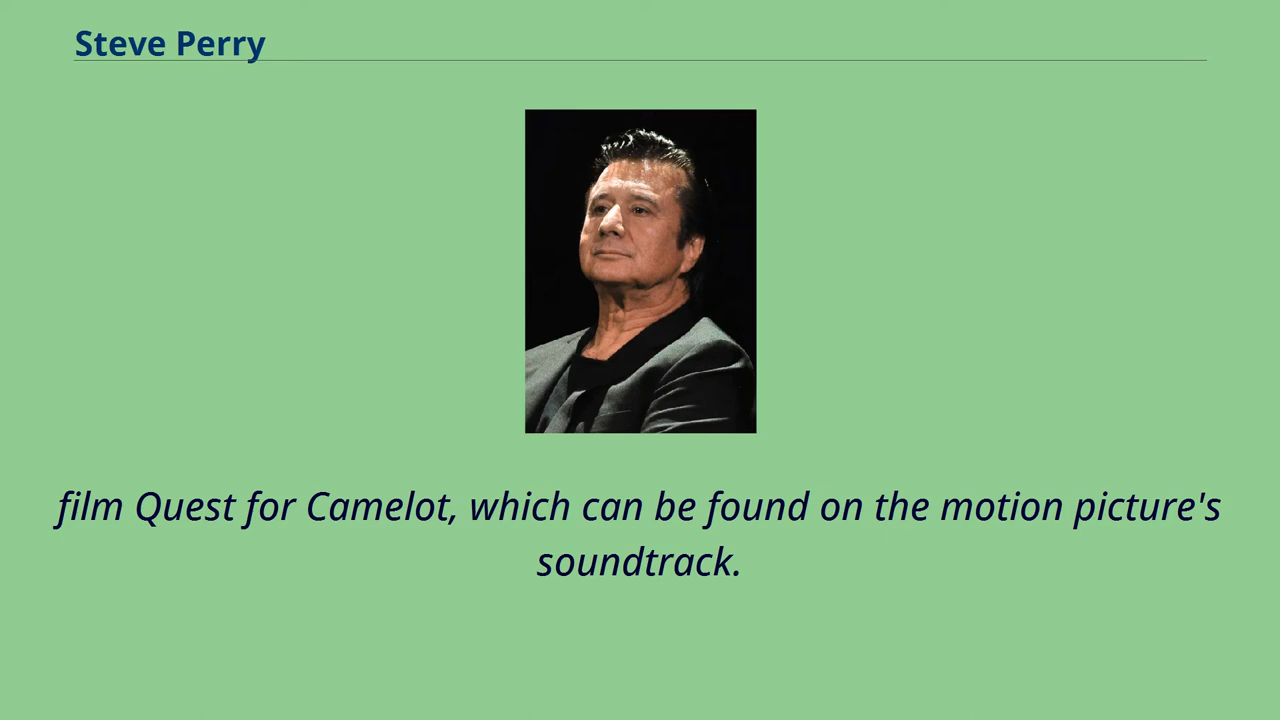 Steve Perry
film Quest for Camelot, which can be found on the motion picture's
soundtrack.